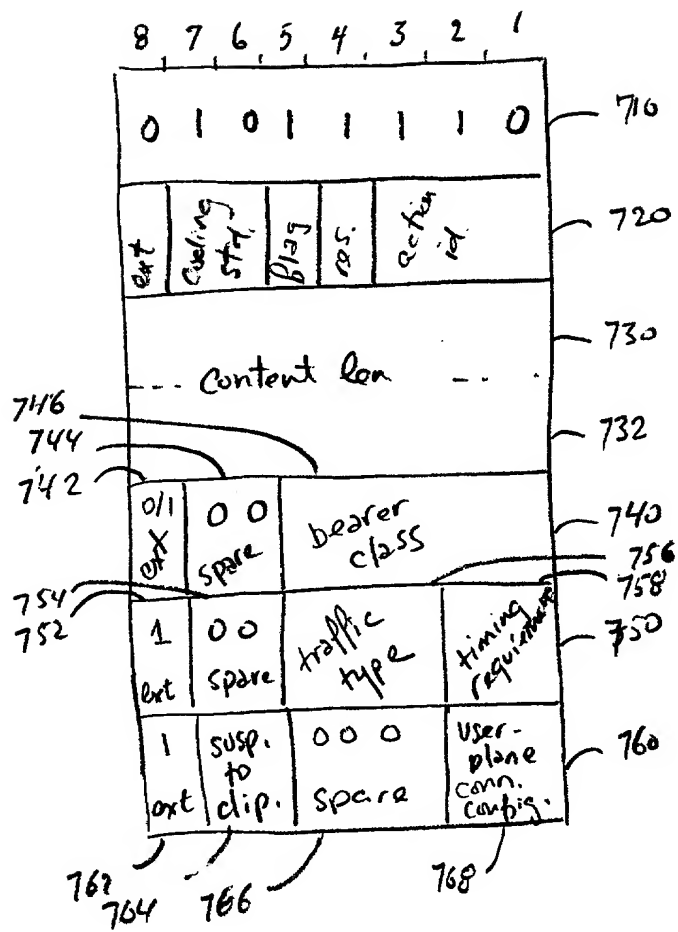 8 7 6 5 4 3 2 1
0 1 0 1 1 1 1 0 710
ext coding std. flag res. action id. 720
730
--- Content len - - -
746
732
744
742
0/1 ext 0 0 spare bearer class 740
756
758
754
752
1 ext 0 0 spare traffic type timing requirements 750
1 ext susp. to clip. 0 0 0 spare user-plane conn. config. 760
762
764 766 768